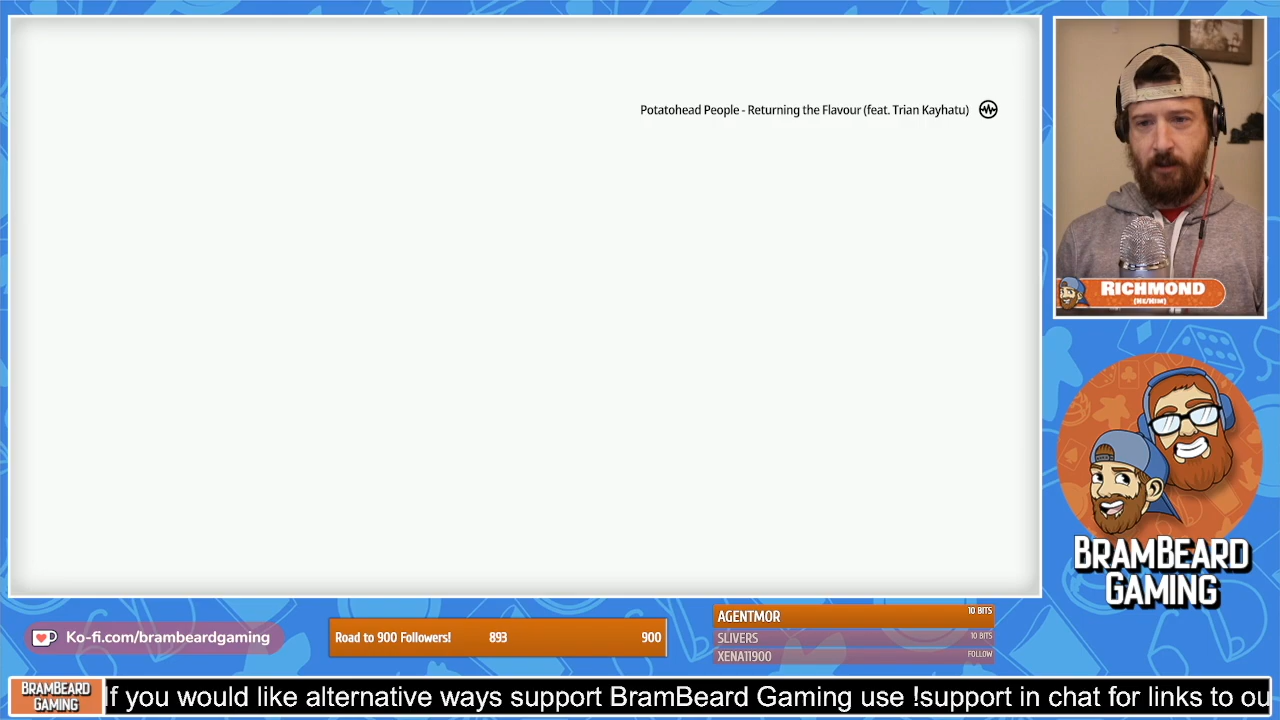 Potatohead People - Returning the Flavour (feat. Trian Kayhatu)
RICHMOND
(HE/HIM)
BRAMBEARD
GAMING
Ko-fi.com/brambeardgaming
Road to 900 Followers! 893 900
AGENTMOR 10 BITS
SLIVERS 10 BITS
XENA11900 FOLLOW
BRAMBEARD
GAMING
If you would like alternative ways support BramBeard Gaming use !support in chat for links to ou